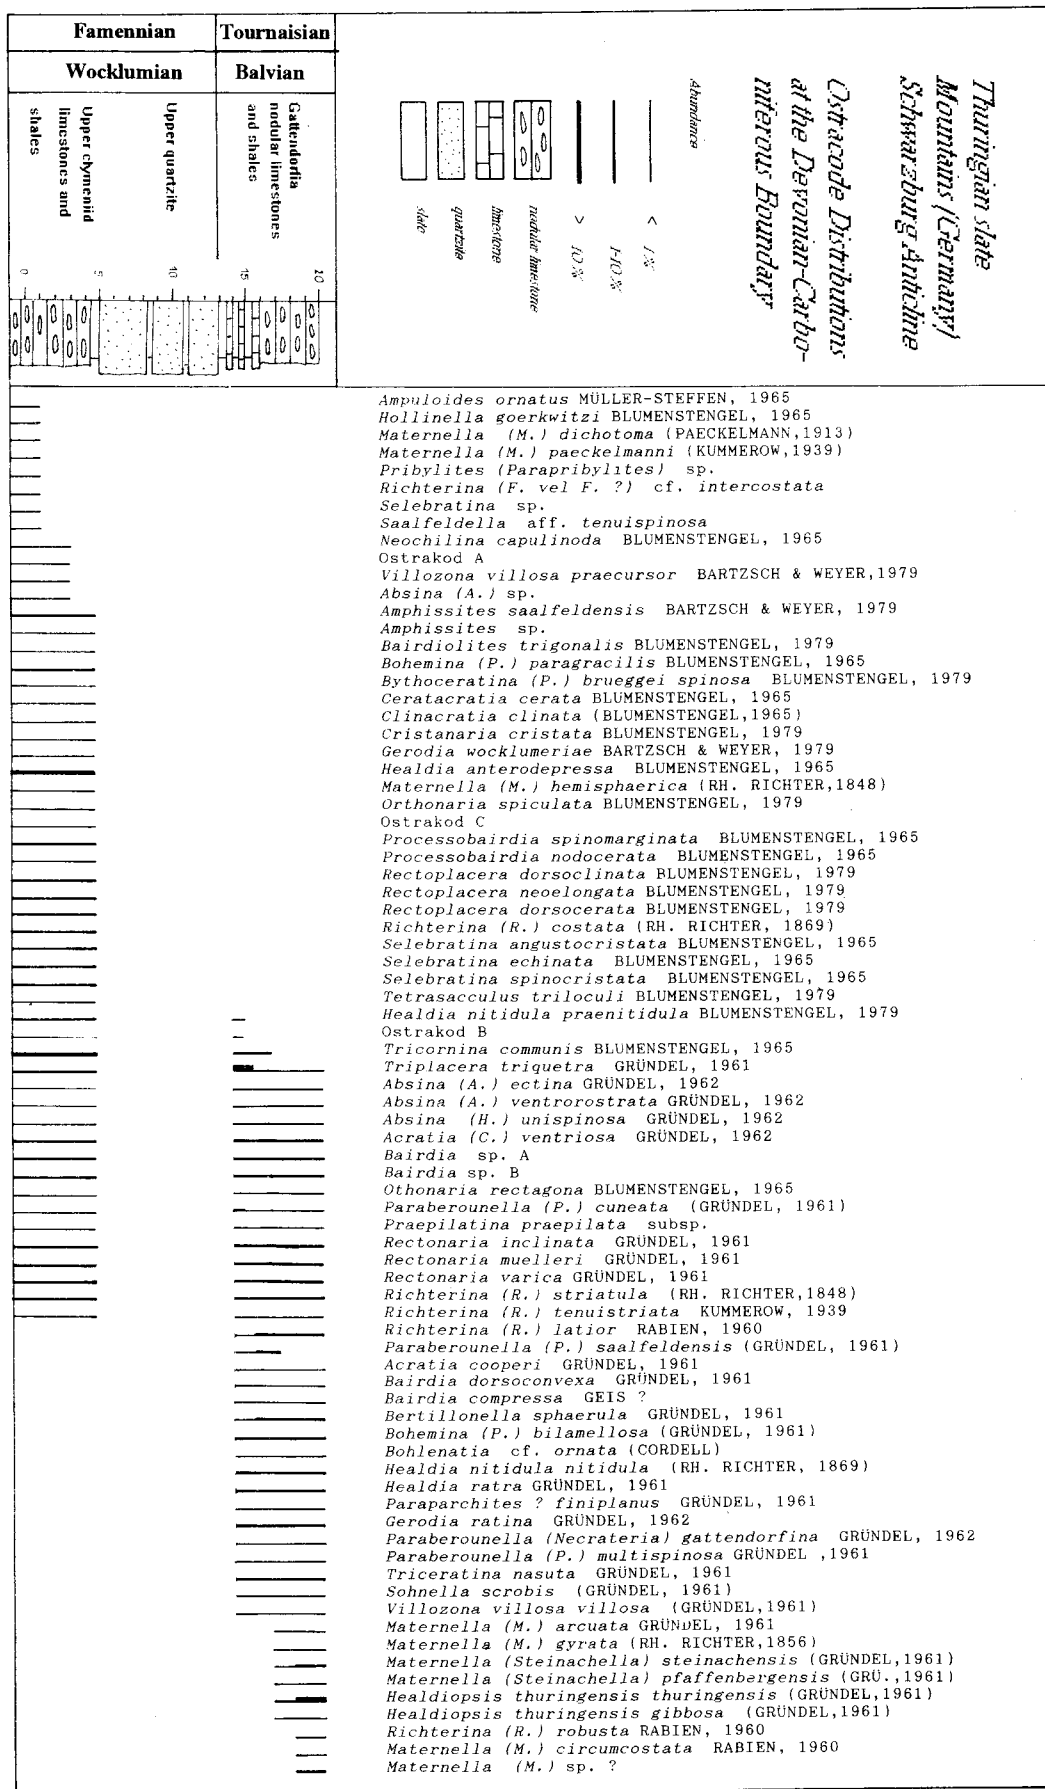 Famennian
Tournaisian
Wocklumian
Balvian
Upper clymeniid
limestones and
shales
Upper quartzite
Gattendorfia
nodular limestones
and shales
0
5
10
15
20
Thuringian slate
Mountains (Germany)
Schwarzburg Anticline
Ostracode Distributions
at the Devonian-Carbo-
niferous Boundary
Abundance
< 1%
1-10%
> 10%
nodular limestone
limestone
quartzite
slate
Ampuloides ornatus MÜLLER-STEFFEN, 1965
Hollinella goerkwitzi BLUMENSTENGEL, 1965
Maternella (M.) dichotoma (PAECKELMANN,1913)
Maternella (M.) paeckelmanni (KUMMEROW,1939)
Pribylites (Parapribylites) sp.
Richterina (F. vel F. ?) cf. intercostata
Selebratina sp.
Saalfeldella aff. tenuispinosa
Neochilina capulinoda BLUMENSTENGEL, 1965
Ostrakod A
Villozona villosa praecursor BARTZSCH & WEYER,1979
Absina (A.) sp.
Amphissites saalfeldensis BARTZSCH & WEYER, 1979
Amphissites sp.
Bairdiolites trigonalis BLUMENSTENGEL, 1979
Bohemina (P.) paragracilis BLUMENSTENGEL, 1965
Bythoceratina (P.) brueggei spinosa BLUMENSTENGEL, 1979
Ceratacratia cerata BLUMENSTENGEL, 1965
Clinacratia clinata (BLUMENSTENGEL,1965)
Cristanaria cristata BLUMENSTENGEL, 1979
Gerodia wocklumeriae BARTZSCH & WEYER, 1979
Healdia anterodepressa BLUMENSTENGEL, 1965
Maternella (M.) hemisphaerica (RH. RICHTER,1848)
Orthonaria spiculata BLUMENSTENGEL, 1979
Ostrakod C
Processobairdia spinomarginata BLUMENSTENGEL, 1965
Processobairdia nodocerata BLUMENSTENGEL, 1965
Rectoplacera dorsoclinata BLUMENSTENGEL, 1979
Rectoplacera neoelongata BLUMENSTENGEL, 1979
Rectoplacera dorsocerata BLUMENSTENGEL, 1979
Richterina (R.) costata (RH. RICHTER, 1869)
Selebratina angustocristata BLUMENSTENGEL, 1965
Selebratina echinata BLUMENSTENGEL, 1965
Selebratina spinocristata BLUMENSTENGEL, 1965
Tetrasacculus triloculi BLUMENSTENGEL, 1979
Healdia nitidula praenitidula BLUMENSTENGEL, 1979
Ostrakod B
Tricornina communis BLUMENSTENGEL, 1965
Triplacera triquetra GRÜNDEL, 1961
Absina (A.) ectina GRÜNDEL, 1962
Absina (A.) ventrorostrata GRÜNDEL, 1962
Absina (H.) unispinosa GRÜNDEL, 1962
Acratia (C.) ventriosa GRÜNDEL, 1962
Bairdia sp. A
Bairdia sp. B
Othonaria rectagona BLUMENSTENGEL, 1965
Paraberounella (P.) cuneata (GRÜNDEL, 1961)
Praepilatina praepilata subsp.
Rectonaria inclinata GRÜNDEL, 1961
Rectonaria muelleri GRÜNDEL, 1961
Rectonaria varica GRÜNDEL, 1961
Richterina (R.) striatula (RH. RICHTER,1848)
Richterina (R.) tenuistriata KUMMEROW, 1939
Richterina (R.) latior RABIEN, 1960
Paraberounella (P.) saalfeldensis (GRÜNDEL, 1961)
Acratia cooperi GRÜNDEL, 1961
Bairdia dorsoconvexa GRÜNDEL, 1961
Bairdia compressa GEIS ?
Bertillonella sphaerula GRÜNDEL, 1961
Bohemina (P.) bilamellosa (GRÜNDEL, 1961)
Bohlenatia cf. ornata (CORDELL)
Healdia nitidula nitidula (RH. RICHTER, 1869)
Healdia ratra GRÜNDEL, 1961
Paraparchites ? finiplanus GRÜNDEL, 1961
Gerodia ratina GRÜNDEL, 1962
Paraberounella (Necrateria) gattendorfina GRÜNDEL, 1962
Paraberounella (P.) multispinosa GRÜNDEL ,1961
Triceratina nasuta GRÜNDEL, 1961
Sohnella scrobis (GRÜNDEL, 1961)
Villozona villosa villosa (GRÜNDEL,1961)
Maternella (M.) arcuata GRÜNDEL, 1961
Maternella (M.) gyrata (RH. RICHTER,1856)
Maternella (Steinachella) steinachensis (GRÜNDEL,1961)
Maternella (Steinachella) pfaffenbergensis (GRÜ.,1961)
Healdiopsis thuringensis thuringensis (GRÜNDEL,1961)
Healdiopsis thuringensis gibbosa (GRÜNDEL,1961)
Richterina (R.) robusta RABIEN, 1960
Maternella (M.) circumcostata RABIEN, 1960
Maternella (M.) sp. ?